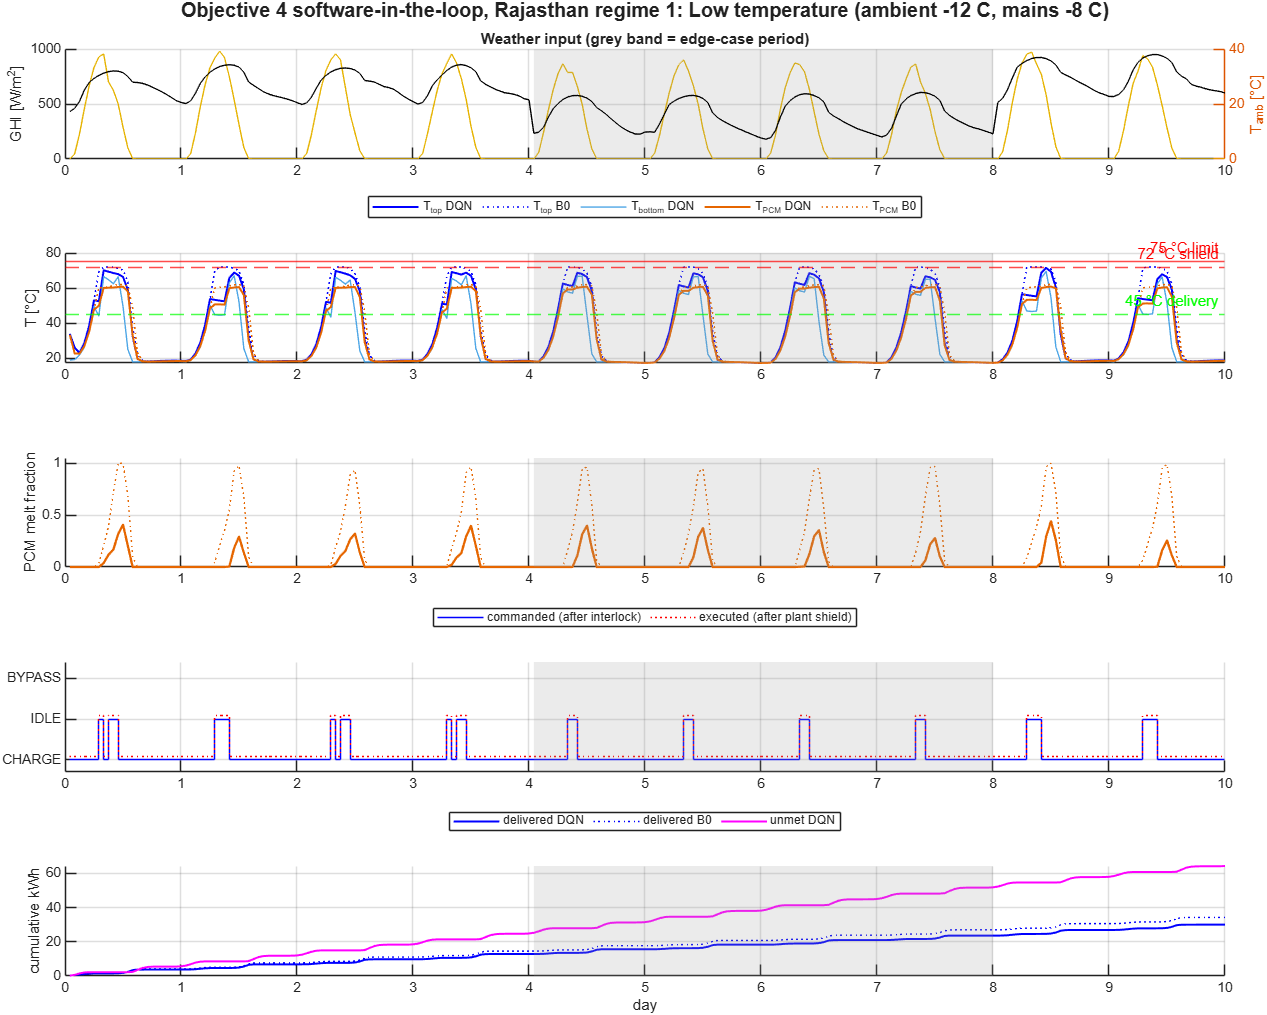 Objective 4 software-in-the-loop, Rajasthan regime 1: Low temperature (ambient -12 C, mains -8 C)
Weather input (grey band = edge-case period)
GHI [W/m²]
1000
500
0
40
20
0
T_amb [°C]
0 1 2 3 4 5 6 7 8 9 10
T_top DQN T_top B0 T_bottom DQN T_PCM DQN T_PCM B0
T [°C]
80
60
40
20
75 °C limit
72 °C shield
45 °C delivery
0 1 2 3 4 5 6 7 8 9 10
PCM melt fraction
1
0.5
0
0 1 2 3 4 5 6 7 8 9 10
commanded (after interlock) executed (after plant shield)
BYPASS
IDLE
CHARGE
0 1 2 3 4 5 6 7 8 9 10
delivered DQN delivered B0 unmet DQN
cumulative kWh
60
40
20
0
0 1 2 3 4 5 6 7 8 9 10
day